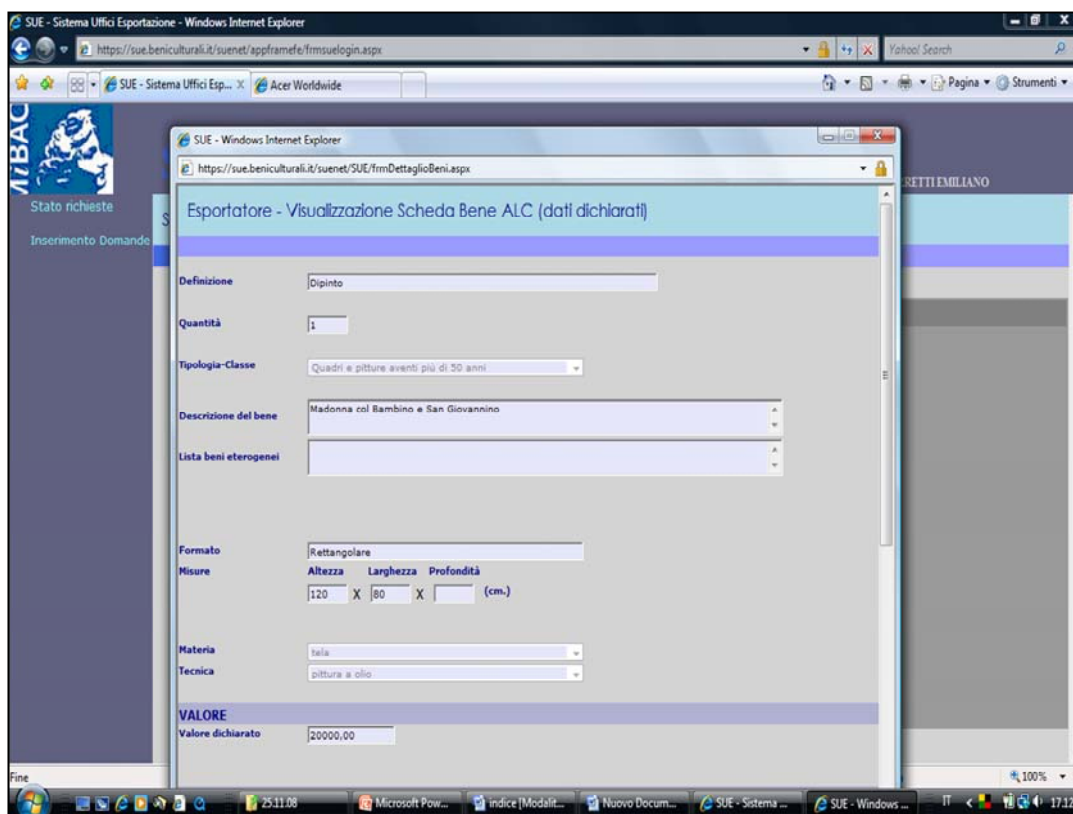 SUE - Sistema Uffici Esportazione - Windows Internet Explorer
https://sue.beniculturali.it/suenet/appframefe/frmsuelogin.aspx
Yahoo! Search
SUE - Sistema Uffici Esp... X
Acer Worldwide
Pagina
Strumenti
MiBAC
SUE - Windows Internet Explorer
https://sue.beniculturali.it/suenet/SUE/frmDettaglioBeni.aspx
RETTI EMILIANO
Stato richieste
S
Inserimento Domande
Esportatore - Visualizzazione Scheda Bene ALC (dati dichiarati)
Definizione Dipinto
Quantità 1
Tipologia-Classe Quadri e pitture aventi più di 50 anni
Descrizione del bene Madonna col Bambino e San Giovannino
Lista beni eterogenei
Formato Rettangolare
Misure Altezza Larghezza Profondità
120 X 80 X (cm.)
Materia tela
Tecnica pittura a olio
VALORE
Valore dichiarato 20000,00
Fine
100%
25.11.08
Microsoft Pow...
indice [Modalit...
Nuovo Docum...
SUE - Sistema ...
SUE - Windows ...
IT
17.12